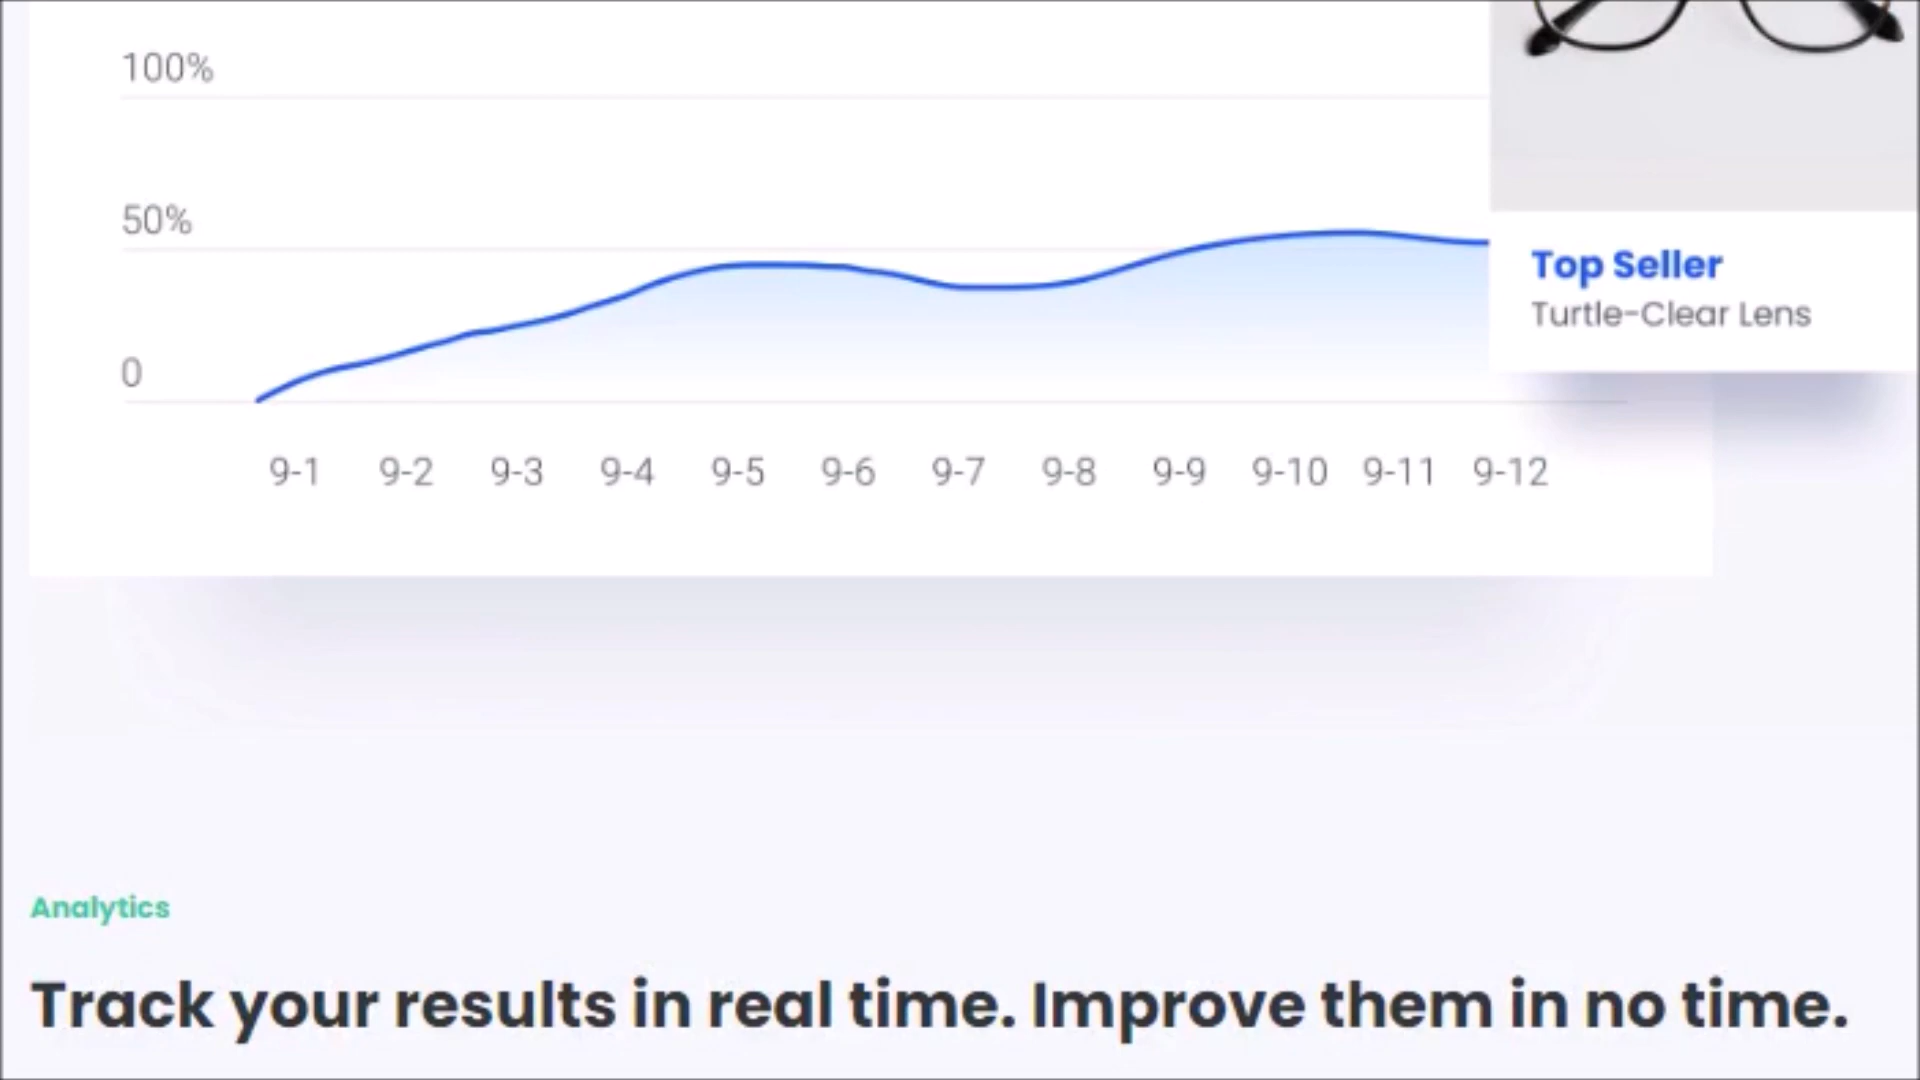 100%
50%
0
9-1 9-2 9-3 9-4 9-5 9-6 9-7 9-8 9-9 9-10 9-11 9-12
Top Seller
Turtle-Clear Lens
Analytics
Track your results in real time. Improve them in no time.